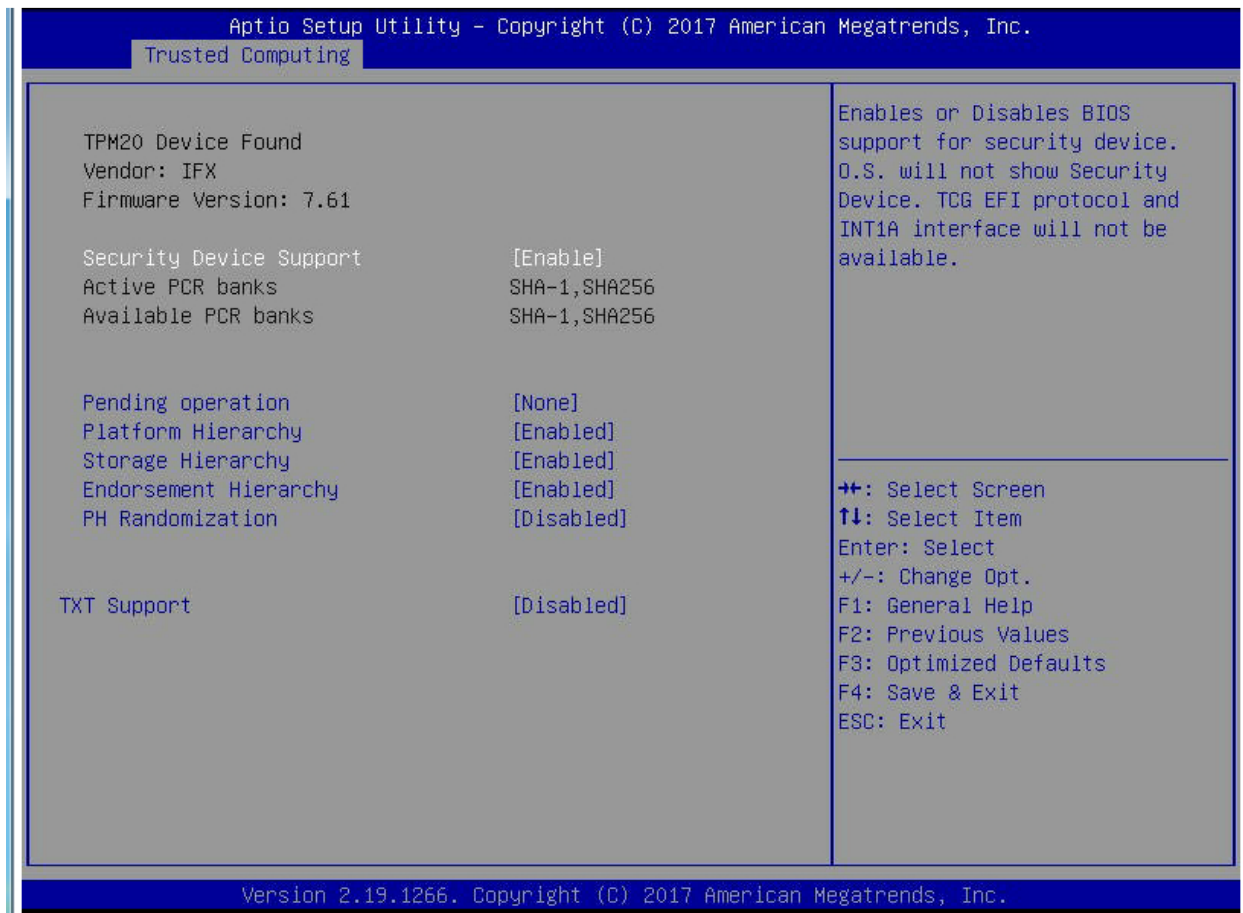 Aptio Setup Utility – Copyright (C) 2017 American Megatrends, Inc.
Trusted Computing
TPM20 Device Found
Vendor: IFX
Firmware Version: 7.61
Security Device Support [Enable]
Active PCR banks SHA-1,SHA256
Available PCR banks SHA-1,SHA256
Pending operation [None]
Platform Hierarchy [Enabled]
Storage Hierarchy [Enabled]
Endorsement Hierarchy [Enabled]
PH Randomization [Disabled]
TXT Support [Disabled]
Enables or Disables BIOS
support for security device.
O.S. will not show Security
Device. TCG EFI protocol and
INT1A interface will not be
available.
→←: Select Screen
↑↓: Select Item
Enter: Select
+/-: Change Opt.
F1: General Help
F2: Previous Values
F3: Optimized Defaults
F4: Save & Exit
ESC: Exit
Version 2.19.1266. Copyright (C) 2017 American Megatrends, Inc.